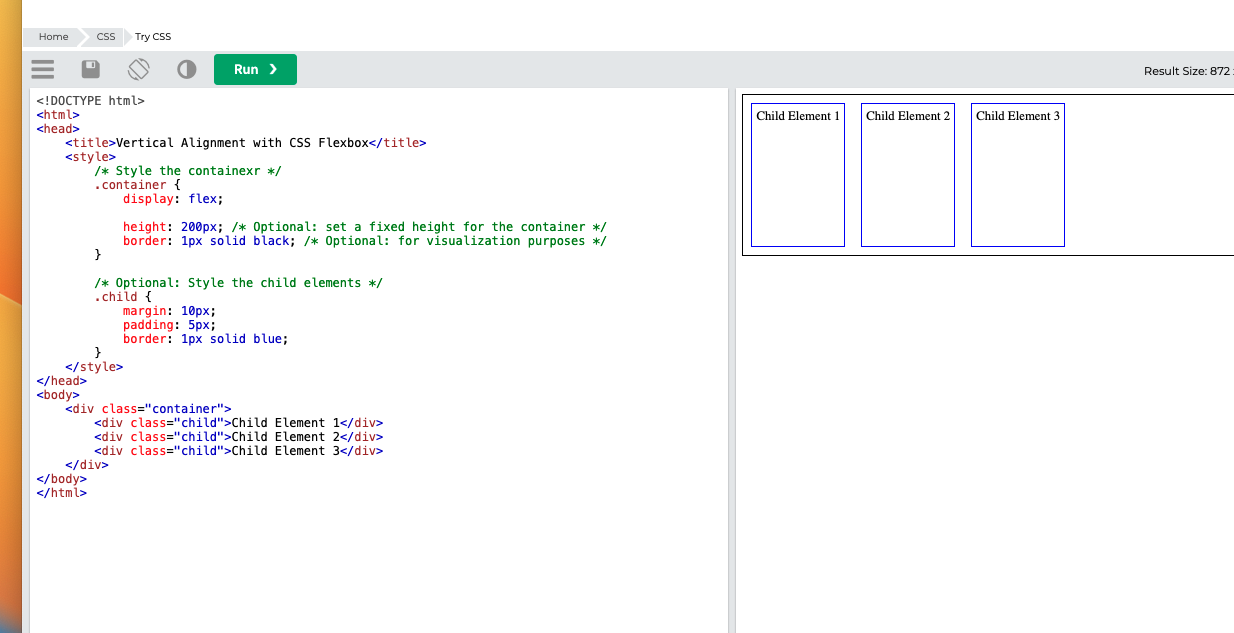 Home CSS Try CSS
Run ❯
Result Size: 872
<!DOCTYPE html>
<html>
<head>
    <title>Vertical Alignment with CSS Flexbox</title>
    <style>
        /* Style the containexr */
        .container {
            display: flex;

            height: 200px; /* Optional: set a fixed height for the container */
            border: 1px solid black; /* Optional: for visualization purposes */
        }

        /* Optional: Style the child elements */
        .child {
            margin: 10px;
            padding: 5px;
            border: 1px solid blue;
        }
    </style>
</head>
<body>
    <div class="container">
        <div class="child">Child Element 1</div>
        <div class="child">Child Element 2</div>
        <div class="child">Child Element 3</div>
    </div>
</body>
</html>
Child Element 1 Child Element 2 Child Element 3